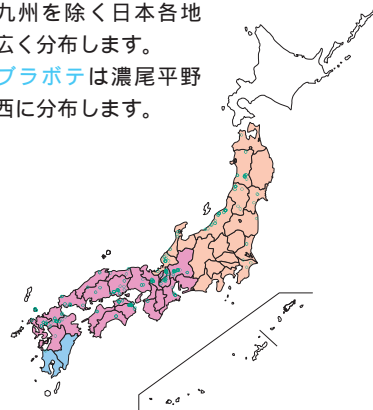 九州を除く日本各地
広く分布します。
ブラボテは濃尾平野
西に分布します。